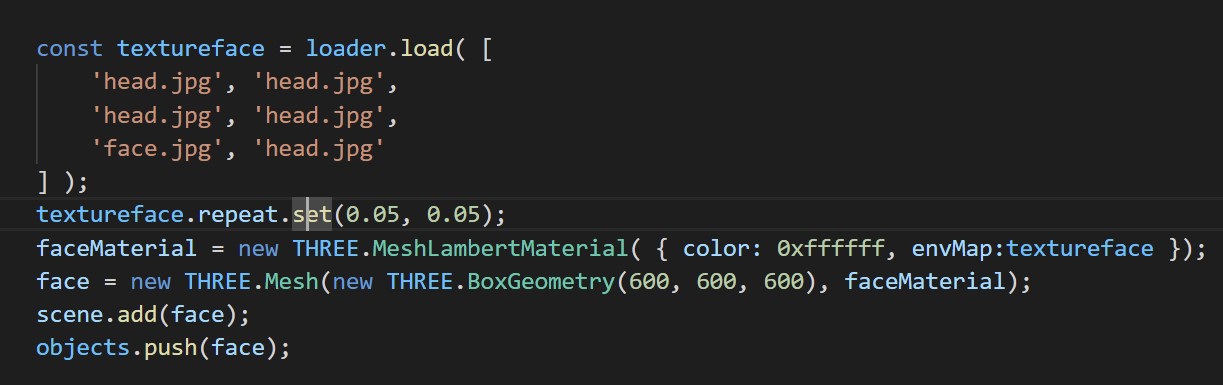 const textureface = loader.load( [
    'head.jpg', 'head.jpg',
    'head.jpg', 'head.jpg',
    'face.jpg', 'head.jpg'
] );
textureface.repeat.set(0.05, 0.05);
faceMaterial = new THREE.MeshLambertMaterial( { color: 0xffffff, envMap:textureface });
face = new THREE.Mesh(new THREE.BoxGeometry(600, 600, 600), faceMaterial);
scene.add(face);
objects.push(face);